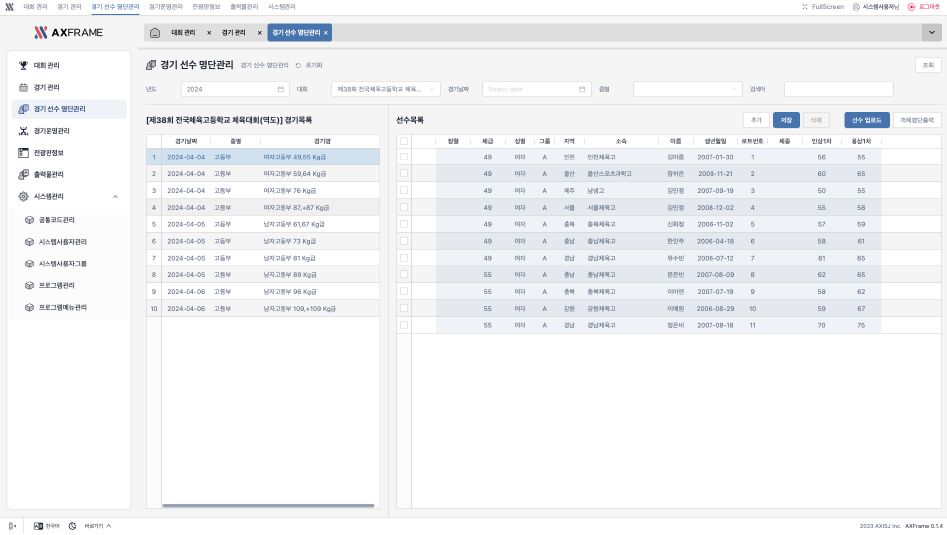 대회 관리 경기 관리 경기 선수 명단관리 경기운영관리 전광판정보 출력물관리 시스템관리 FullScreen 시스템사용자님 로그아웃
AXFRAME 대회 관리 × 경기 관리 × 경기 선수 명단관리 ×
대회 관리
경기 관리
경기 선수 명단관리
경기운영관리
전광판정보
출력물관리
시스템관리
공통코드관리
시스템사용자관리
시스템사용자그룹
프로그램관리
프로그램메뉴관리
경기 선수 명단관리 경기 선수 명단관리 초기화 조회
년도 2024 대회 제38회 전국체육고등학교 체육... 경기날짜 Select date 종별 검색어
[제38회 전국체육고등학교 체육대회(역도)] 경기목록
경기날짜 종별 경기명
1 2024-04-04 고등부 여자고등부 49,55 Kg급
2 2024-04-04 고등부 여자고등부 59,64 Kg급
3 2024-04-04 고등부 여자고등부 76 Kg급
4 2024-04-04 고등부 여자고등부 87,+87 Kg급
5 2024-04-05 고등부 남자고등부 61,67 Kg급
6 2024-04-05 고등부 남자고등부 73 Kg급
7 2024-04-05 고등부 남자고등부 81 Kg급
8 2024-04-05 고등부 남자고등부 89 Kg급
9 2024-04-06 고등부 남자고등부 96 Kg급
10 2024-04-06 고등부 남자고등부 109,+109 Kg급
선수목록 추가 저장 삭제 선수 업로드 개체명단출력
정렬 체급 성별 그룹 지역 소속 이름 생년월일 로트번호 체중 인상1차 용상1차
49 여자 A 인천 인천체육고 김아름 2007-01-30 1 56 55
49 여자 A 울산 울산스포츠과학고 장하은 2008-11-21 2 60 65
49 여자 A 제주 남녕고 김민정 2007-09-19 3 50 55
49 여자 A 서울 서울체육고 김민정 2008-12-02 4 55 58
49 여자 A 충북 충북체육고 신화정 2006-11-02 5 57 59
49 여자 A 충남 충남체육고 한민주 2006-04-18 6 58 61
49 여자 A 경남 경남체육고 유수빈 2006-07-12 7 61 65
55 여자 A 충남 충남체육고 문은빈 2007-08-09 8 62 65
55 여자 A 충북 충북체육고 이아연 2007-07-19 9 58 62
55 여자 A 강원 강원체육고 이예원 2006-08-29 10 59 67
55 여자 A 경남 경남체육고 정은비 2007-08-18 11 70 75
한국어 바로가기 2023 AXISJ Inc. AXFrame 0.1.4